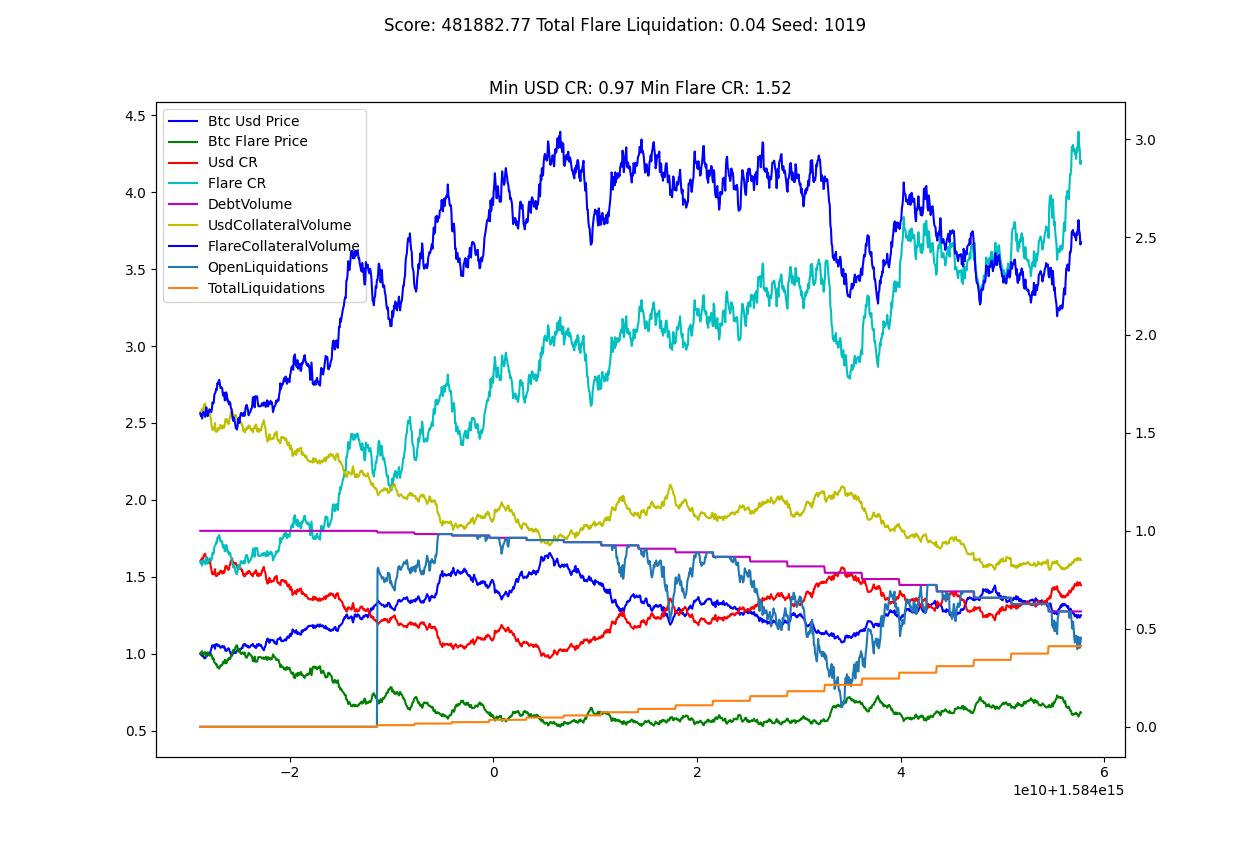 Score: 481882.77 Total Flare Liquidation: 0.04 Seed: 1019
Min USD CR: 0.97 Min Flare CR: 1.52
Btc Usd Price
Btc Flare Price
Usd CR
Flare CR
DebtVolume
UsdCollateralVolume
FlareCollateralVolume
OpenLiquidations
TotalLiquidations
4.5
4.0
3.5
3.0
2.5
2.0
1.5
1.0
0.5
3.0
2.5
2.0
1.5
1.0
0.5
0.0
−2 0 2 4 6
1e10+1.584e15